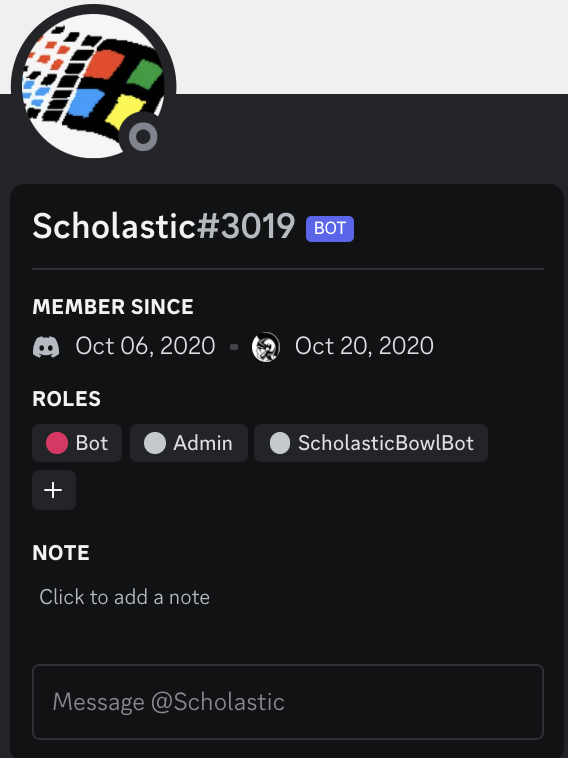 Scholastic#3019 BOT
MEMBER SINCE
Oct 06, 2020 Oct 20, 2020
ROLES
Bot Admin ScholasticBowlBot
+
NOTE
Click to add a note
Message @Scholastic